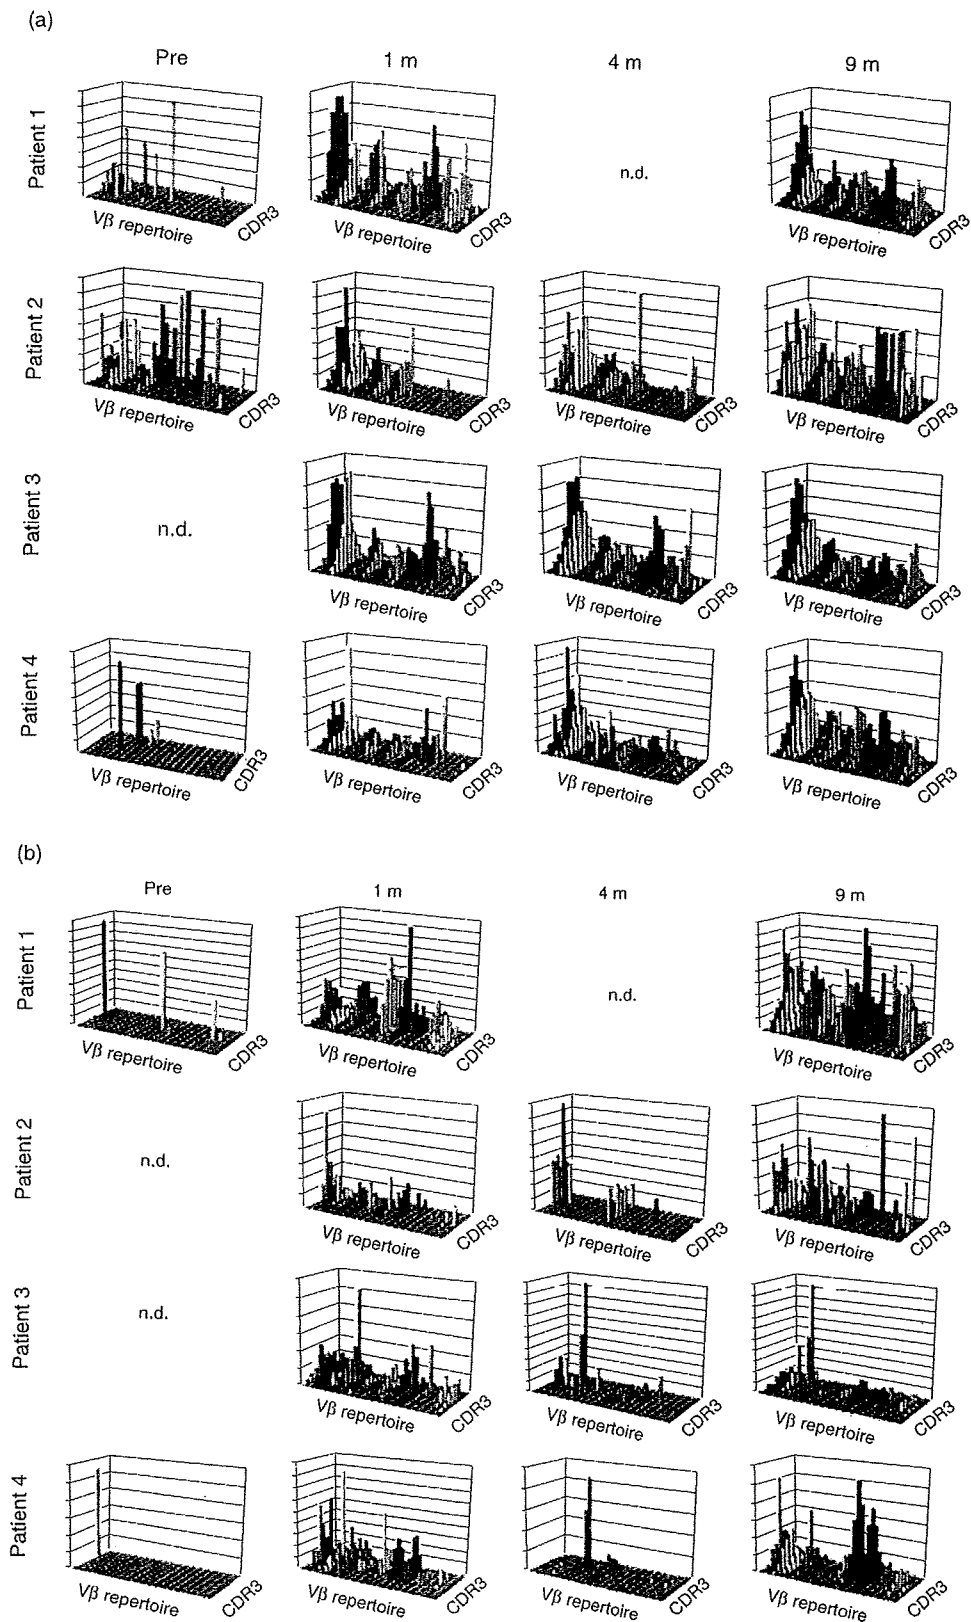 (a)
Pre 1 m 4 m 9 m
Patient 1
Vβ repertoire CDR3 Vβ repertoire CDR3 n.d. Vβ repertoire CDR3
Patient 2
Vβ repertoire CDR3 Vβ repertoire CDR3 Vβ repertoire CDR3 Vβ repertoire CDR3
Patient 3
n.d. Vβ repertoire CDR3 Vβ repertoire CDR3 Vβ repertoire CDR3
Patient 4
Vβ repertoire CDR3 Vβ repertoire CDR3 Vβ repertoire CDR3 Vβ repertoire CDR3
(b)
Pre 1 m 4 m 9 m
Patient 1
Vβ repertoire CDR3 Vβ repertoire CDR3 n.d. Vβ repertoire CDR3
Patient 2
n.d. Vβ repertoire CDR3 Vβ repertoire CDR3 Vβ repertoire CDR3
Patient 3
n.d. Vβ repertoire CDR3 Vβ repertoire CDR3 Vβ repertoire CDR3
Patient 4
Vβ repertoire CDR3 Vβ repertoire CDR3 Vβ repertoire CDR3 Vβ repertoire CDR3